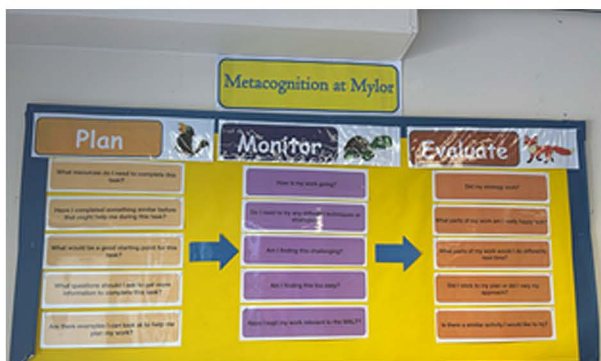 Metacognition at Mylor
Plan
What resources do I need to complete this
task?
Have I completed something similar before
that might help me during this task?
What would be a good starting point for this
task?
What questions should I ask to get more
information to complete this task?
Are there examples I can look at to help me
plan my work?
Monitor
How is my work going?
Do I need to try any different techniques or
strategies?
Am I finding this challenging?
Am I finding this too easy?
Have I kept my work relevant to the
Evaluate
Did my strategy work?
What parts of my work am I really happy
What parts of my work would I do differently
next time?
Did I stick to my plan or did I vary my
approach?
Is there a similar activity I would like to try?